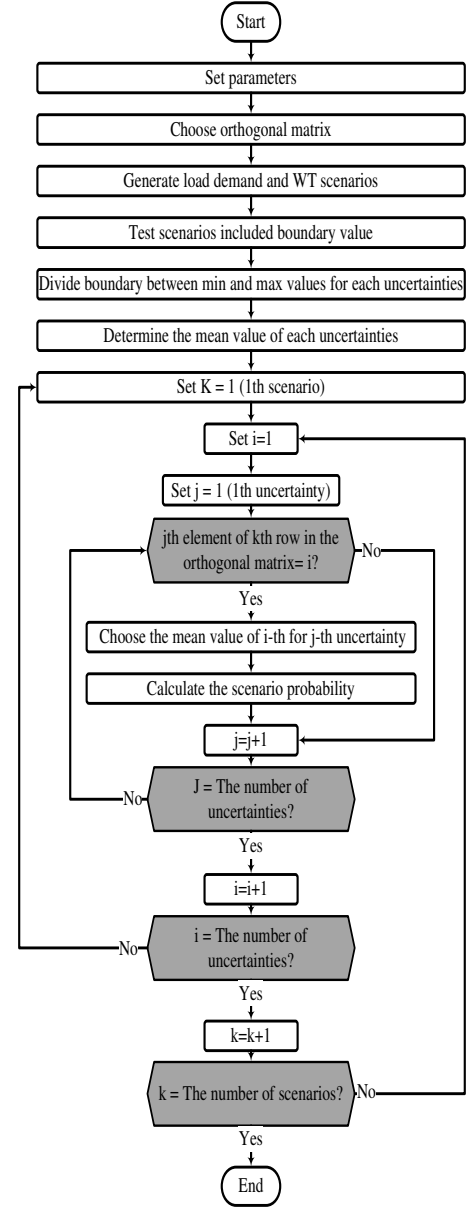 Start
Set parameters
Choose orthogonal matrix
Generate load demand and WT scenarios
Test scenarios included boundary value
Divide boundary between min and max values for each uncertainties
Determine the mean value of each uncertainties
Set K = 1 (1th scenario)
Set i=1
Set j = 1 (1th uncertainty)
jth element of kth row in the
orthogonal matrix= i?
No
Yes
Choose the mean value of i-th for j-th uncertainty
Calculate the scenario probability
j=j+1
J = The number of
uncertainties?
No
Yes
i=i+1
i = The number of
uncertainties?
No
Yes
k=k+1
k = The number of scenarios?
No
Yes
End